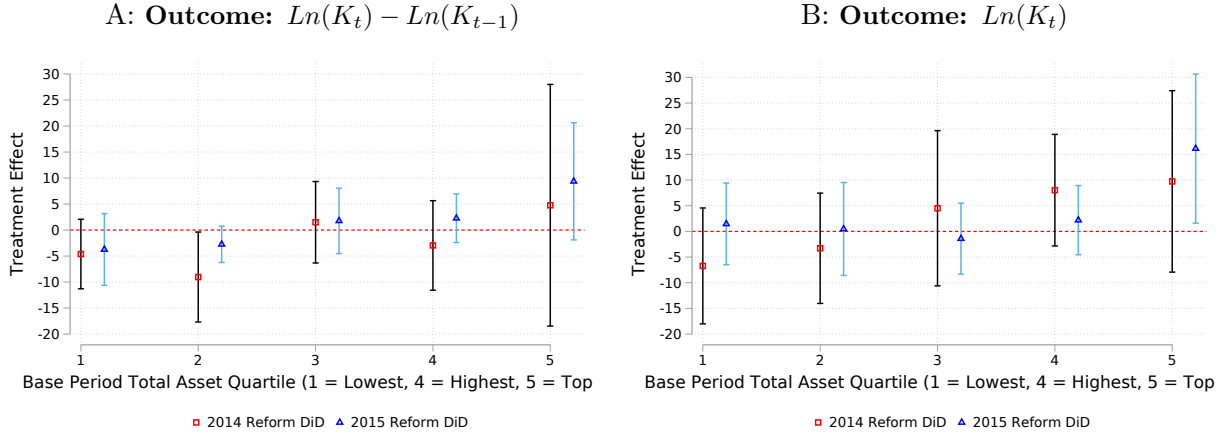 A: Outcome: Ln(K_t) − Ln(K_{t−1})
30
25
20
15
10
5
0
-5
-10
-15
-20
Treatment Effect
1 2 3 4 5
Base Period Total Asset Quartile (1 = Lowest, 4 = Highest, 5 = Top
2014 Reform DiD 2015 Reform DiD
B: Outcome: Ln(K_t)
30
25
20
15
10
5
0
-5
-10
-15
-20
Treatment Effect
1 2 3 4 5
Base Period Total Asset Quartile (1 = Lowest, 4 = Highest, 5 = Top
2014 Reform DiD 2015 Reform DiD